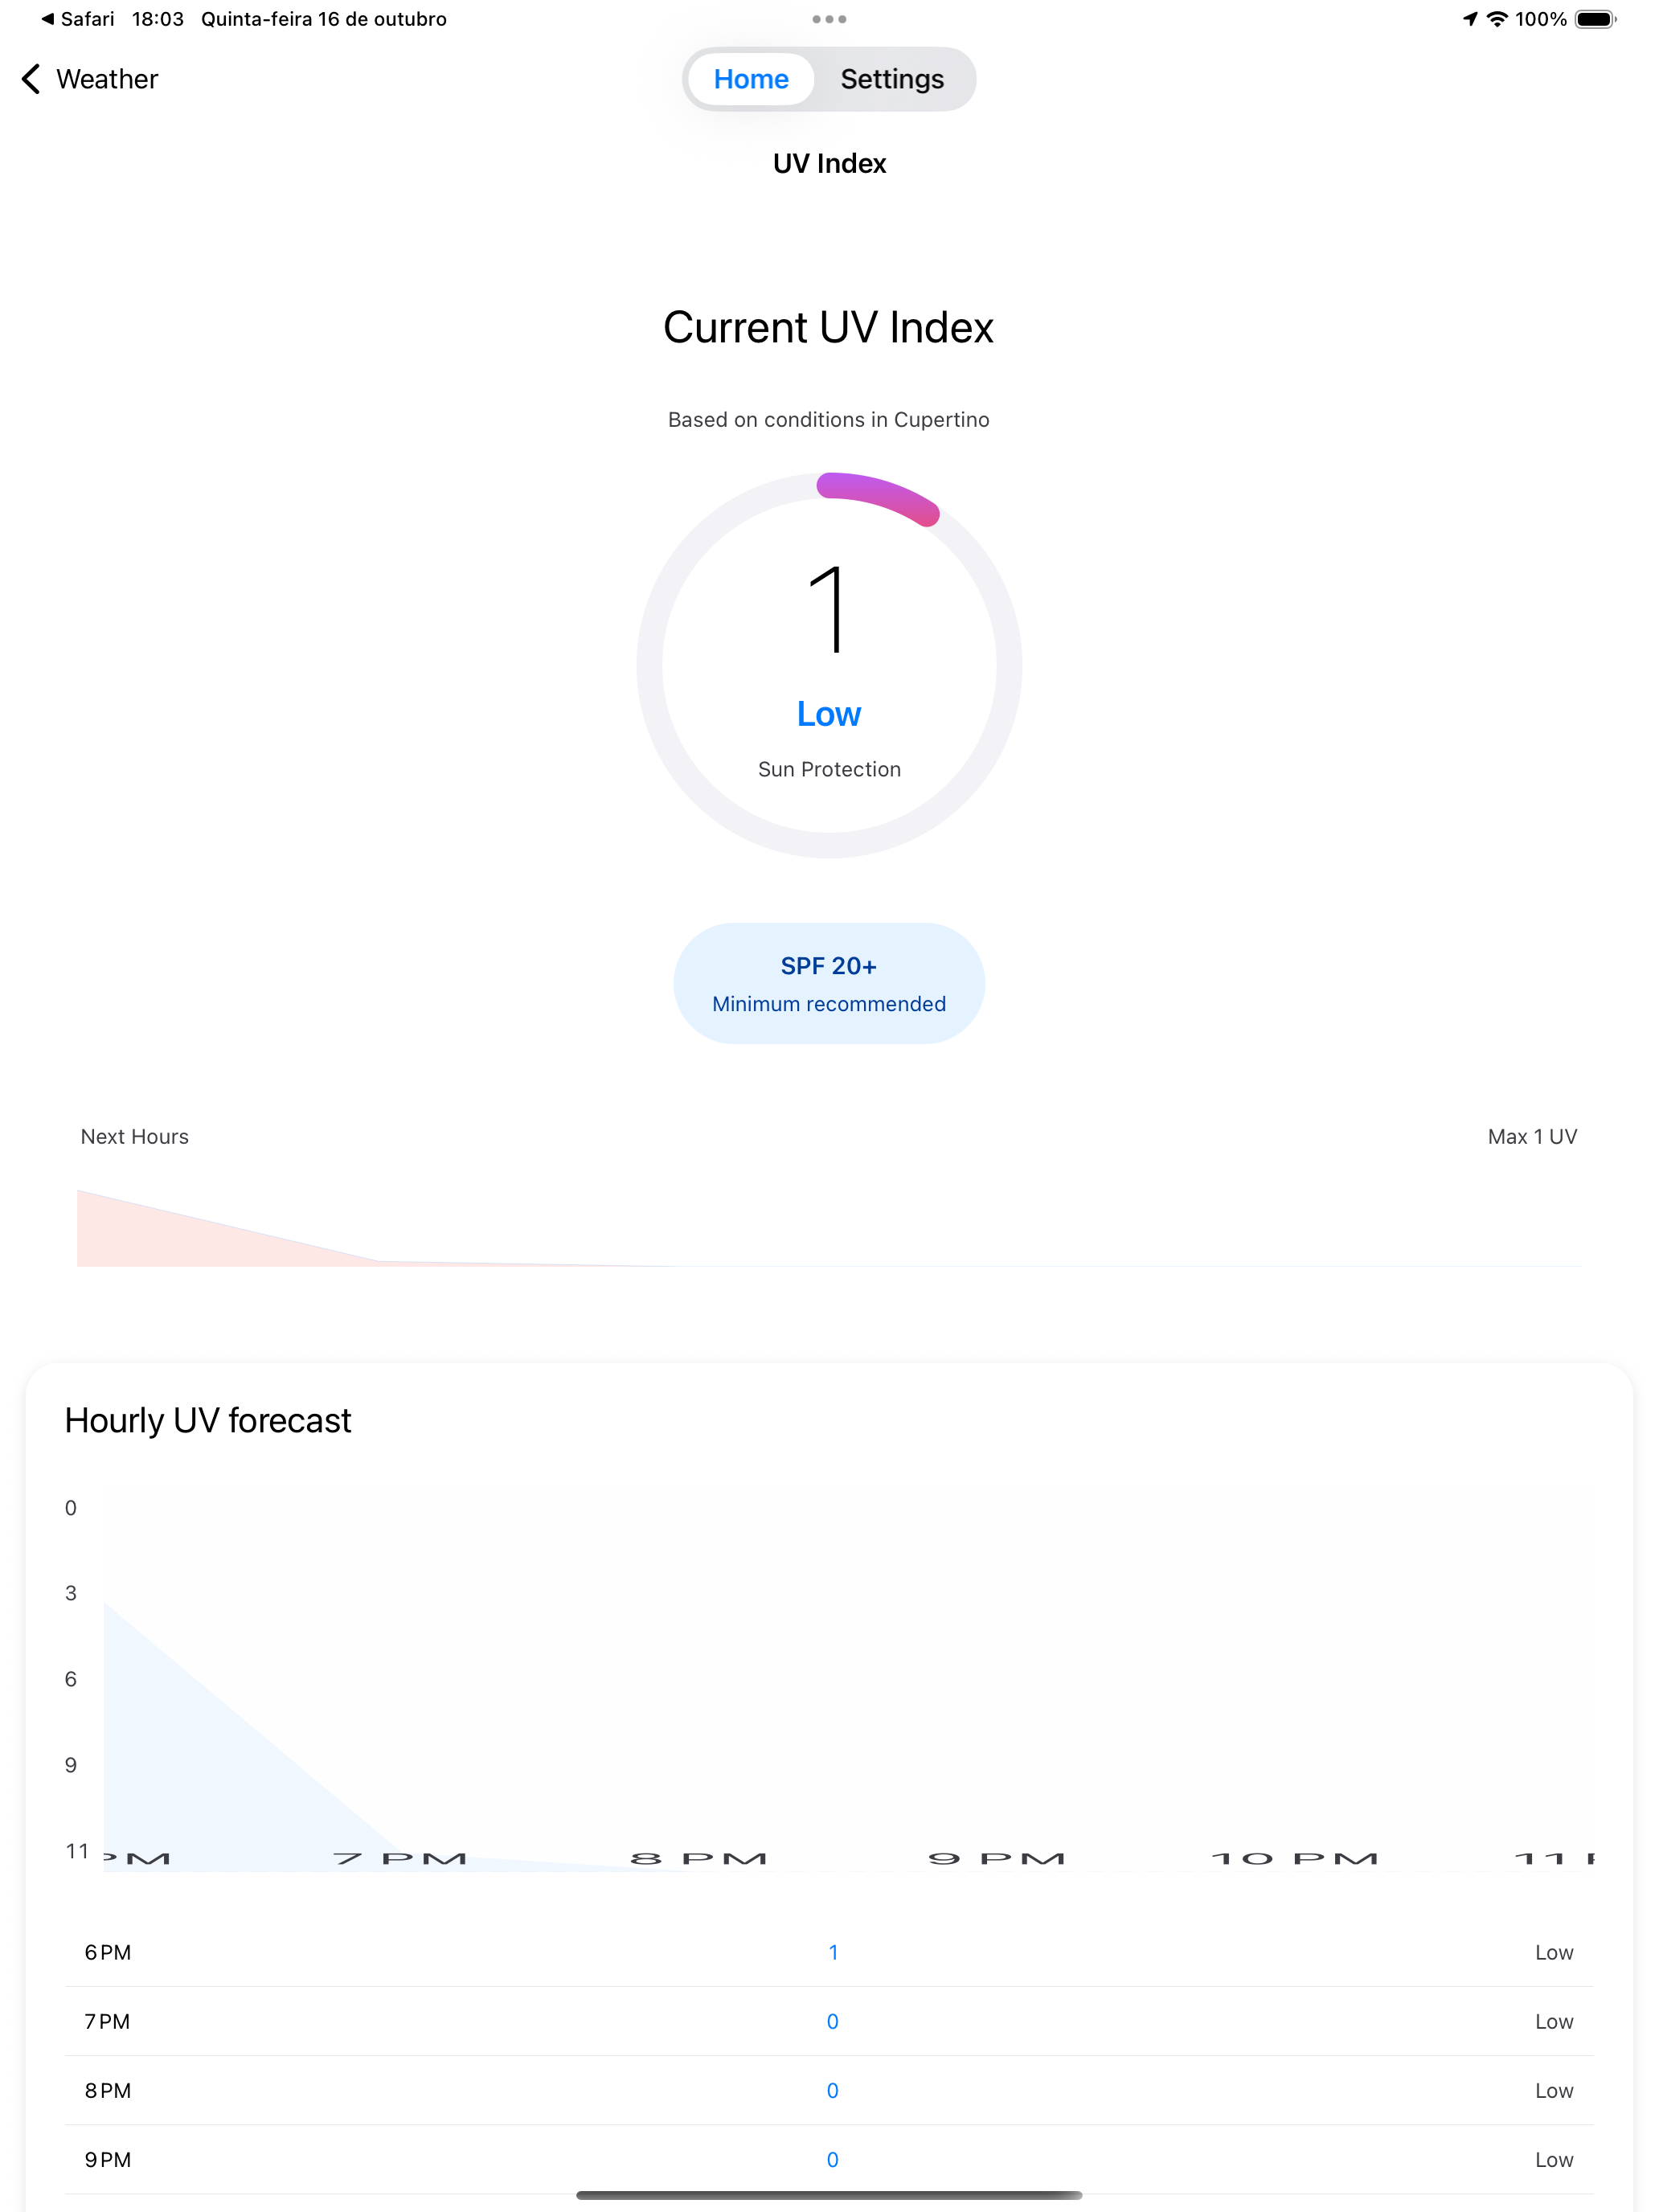 Safari 18:03 Quinta-feira 16 de outubro 100%
Weather Home Settings
UV Index
Current UV Index
Based on conditions in Cupertino
1
Low
Sun Protection
SPF 20+
Minimum recommended
Next Hours Max 1 UV
Hourly UV forecast
0
3
6
9
11
PM 7 PM 8 PM 9 PM 10 PM 11
6 PM 1 Low
7 PM 0 Low
8 PM 0 Low
9 PM 0 Low